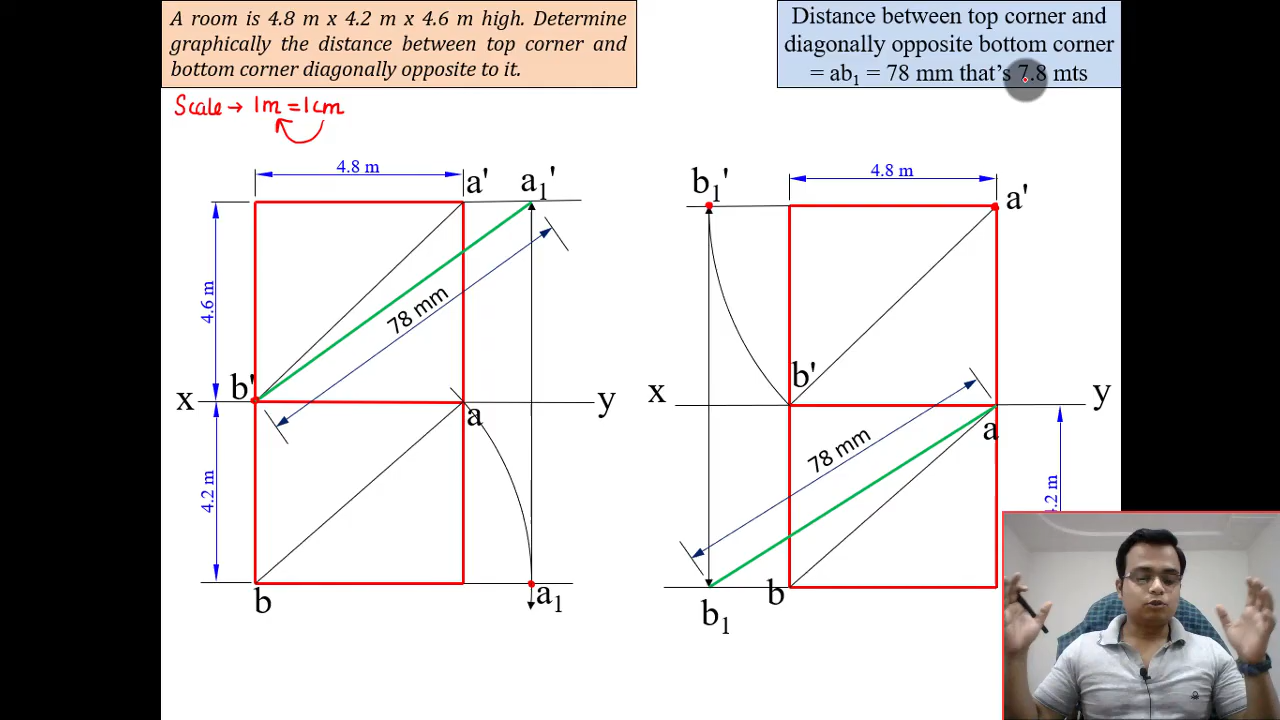 A room is 4.8 m x 4.2 m x 4.6 m high. Determine
graphically the distance between top corner and
bottom corner diagonally opposite to it.
Distance between top corner and
diagonally opposite bottom corner
= ab₁ = 78 mm that's 7.8 mts
Scale → 1m = 1cm
4.8 m
a'
a₁'
4.6 m
78 mm
b'
x
y
a
4.2 m
b
a₁
4.8 m
b₁'
a'
b'
x
y
a
78 mm
4.2 m
b
b₁